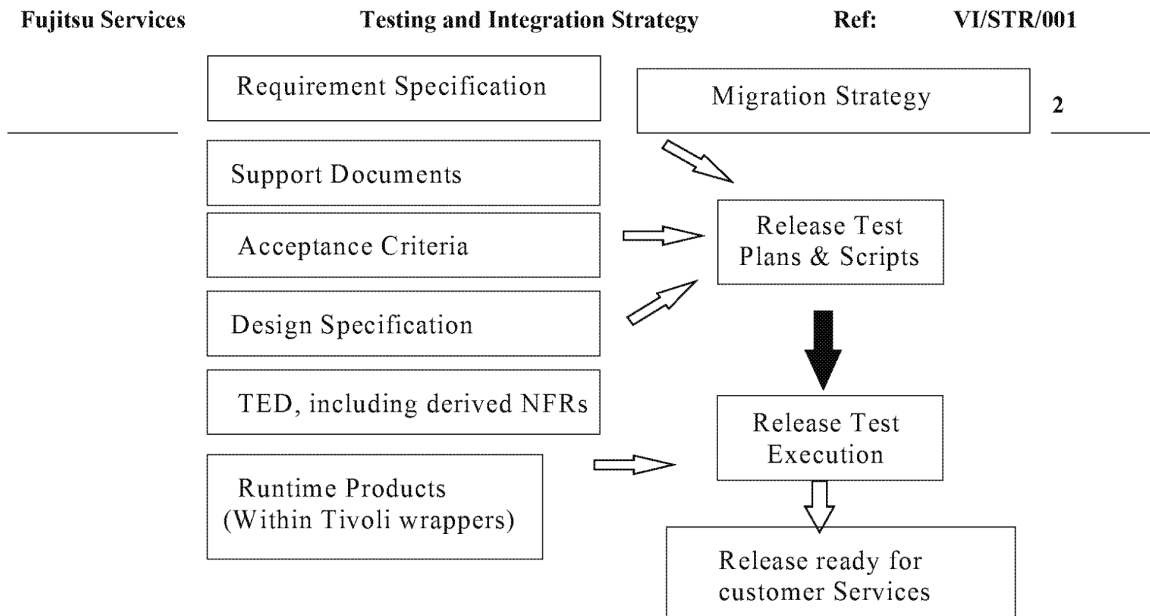 Fujitsu Services Testing and Integration Strategy Ref: VI/STR/001
Requirement Specification
Migration Strategy
2
Support Documents
Acceptance Criteria
Release Test
Plans & Scripts
Design Specification
TED, including derived NFRs
Release Test
Execution
Runtime Products
(Within Tivoli wrappers)
Release ready for
customer Services